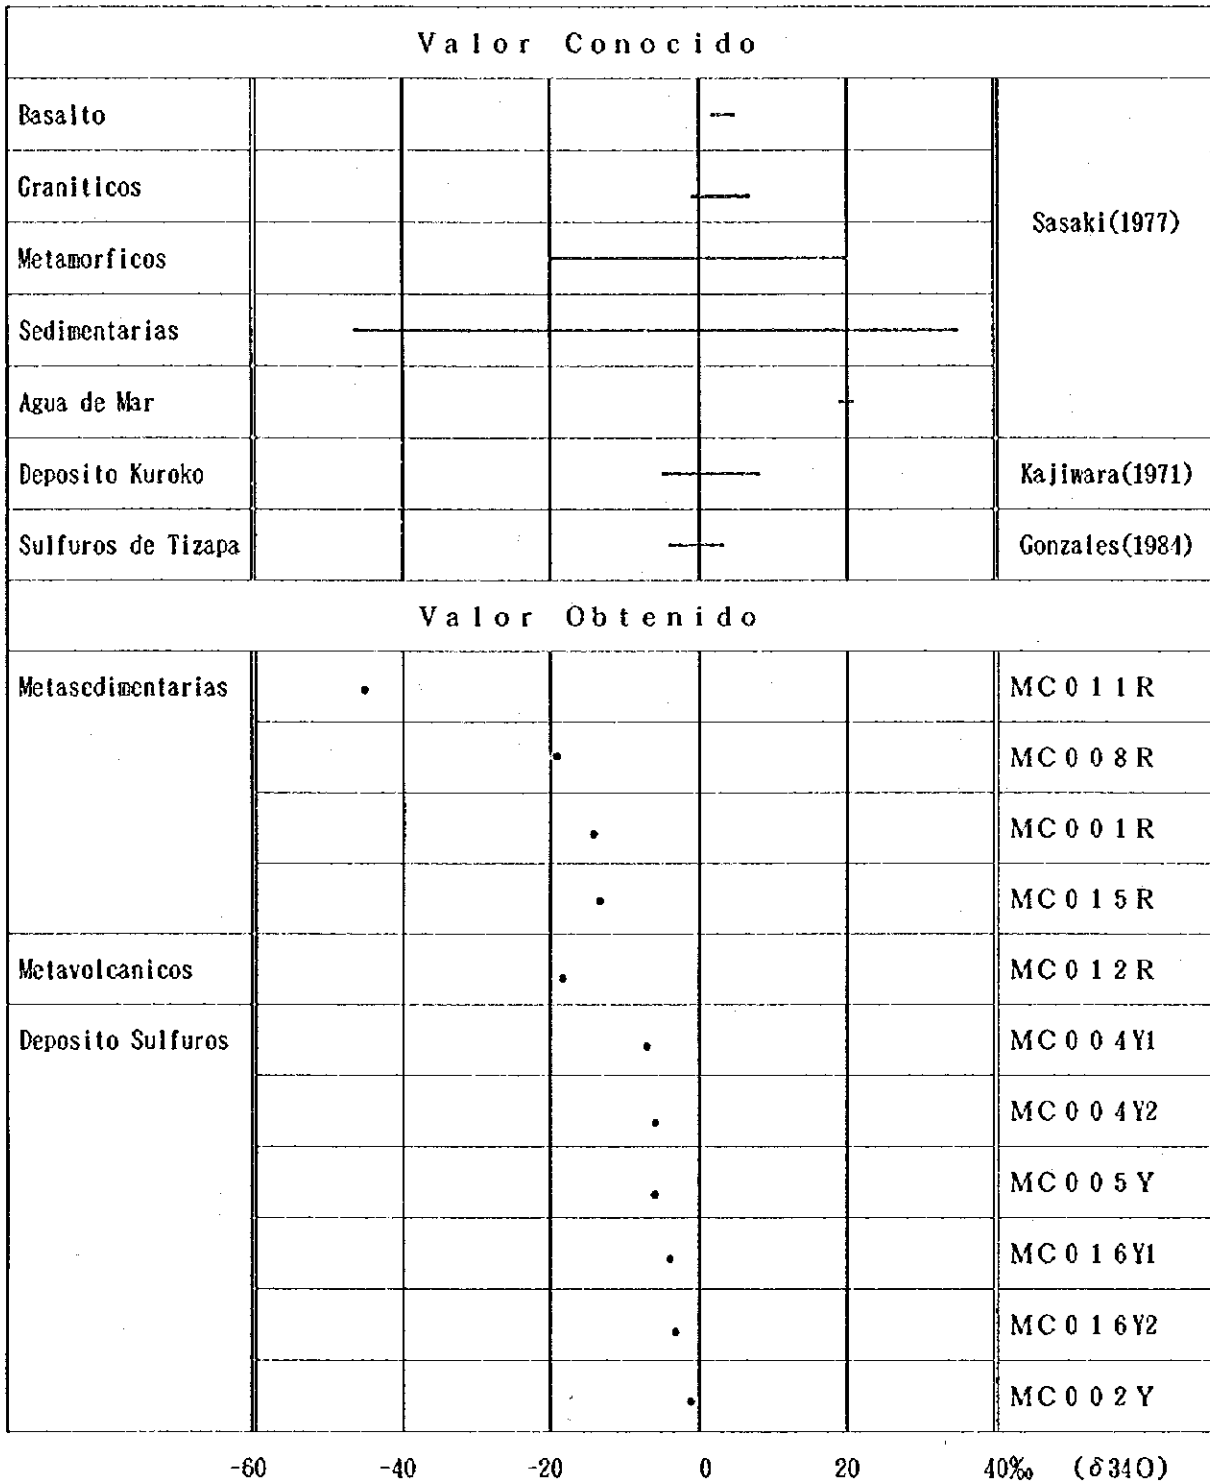 Valor Conocido
Basalto
Graniticos
Metamorficos
Sasaki(1977)
Sedimentarias
Agua de Mar
Deposito Kuroko Kajiwara(1971)
Sulfuros de Tizapa Gonzales(1984)
Valor Obtenido
Metasedimentarias MC011R
MC008R
MC001R
MC015R
Metavolcanicos MC012R
Deposito Sulfuros MC004Y1
MC004Y2
MC005Y
MC016Y1
MC016Y2
MC002Y
-60 -40 -20 0 20 40‰ (δ34O)